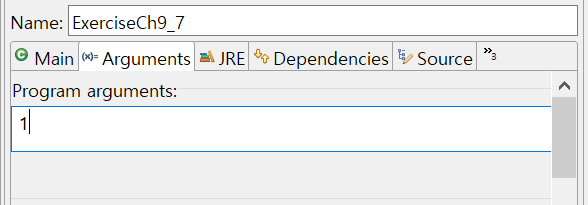 Name: ExerciseCh9_7
Main (x)= Arguments JRE Dependencies Source »3
Program arguments:
1